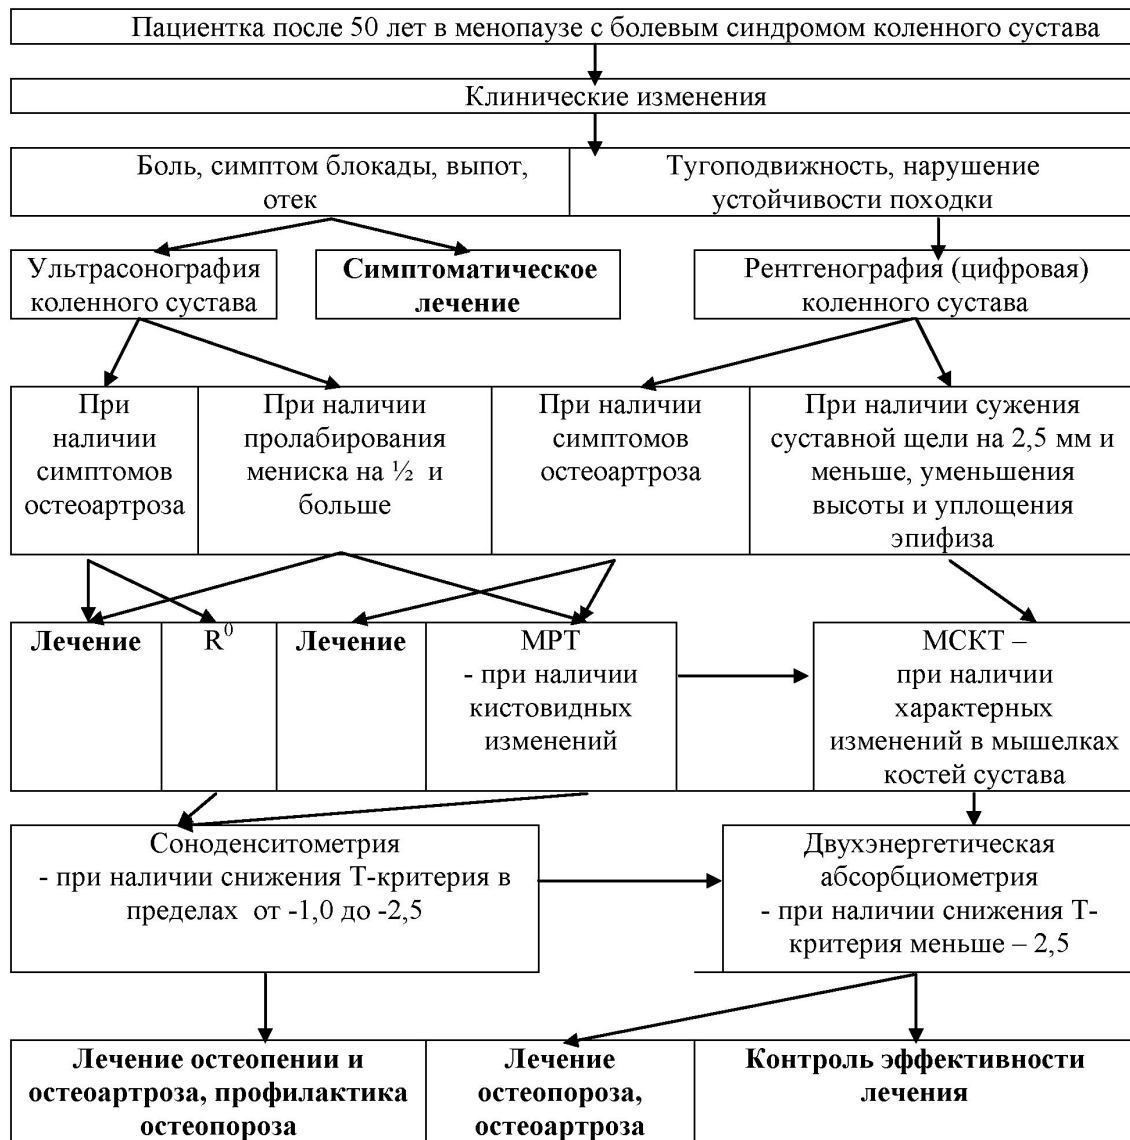 Пациентка после 50 лет в менопаузе с болевым синдромом коленного сустава
Клинические изменения
Боль, симптом блокады, выпот,
отек
Тугоподвижность, нарушение
устойчивости походки
Ультрасонография
коленного сустава
Симптоматическое
лечение
Рентгенография (цифровая)
коленного сустава
При
наличии
симптомов
остеоартроза
При наличии
пролабирования
мениска на ½ и
больше
При наличии
симптомов
остеоартроза
При наличии сужения
суставной щели на 2,5 мм и
меньше, уменьшения
высоты и уплощения
эпифиза
Лечение
R⁰
Лечение
МРТ
- при наличии
кистовидных
изменений
МСКТ –
при наличии
характерных
изменений в мышелках
костей сустава
Соноденситометрия
- при наличии снижения Т-критерия в
пределах от -1,0 до -2,5
Двухэнергетическая
абсорбциометрия
- при наличии снижения Т-
критерия меньше – 2,5
Лечение остеопении и
остеоартроза, профилактика
остеопороза
Лечение
остеопороза,
остеоартроза
Контроль эффективности
лечения